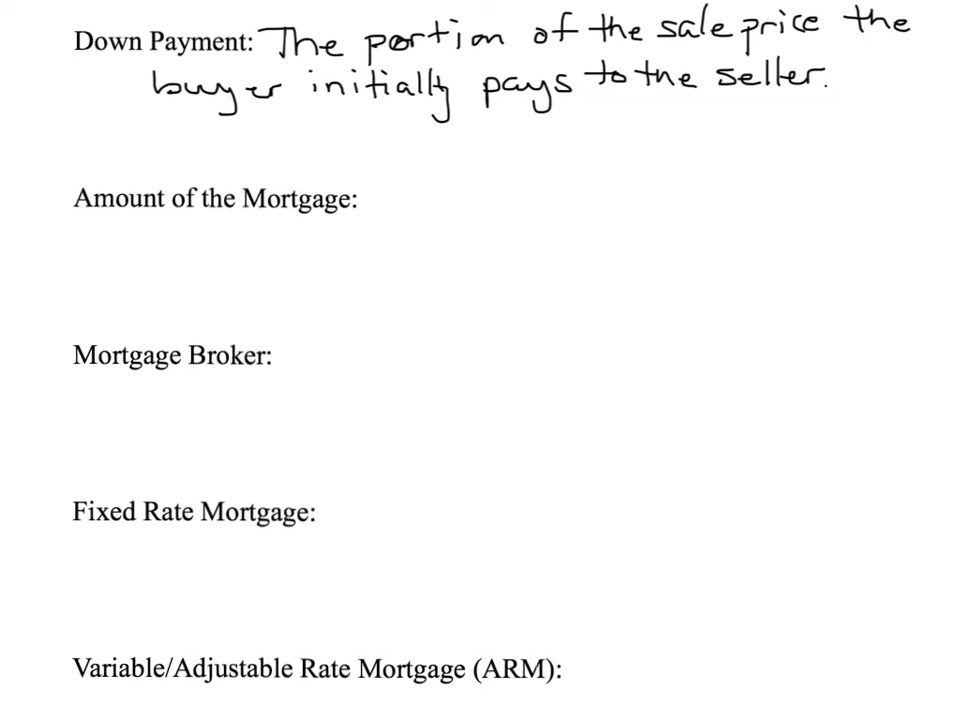 Down Payment: The portion of the sale price the
buyer initially pays to the seller.
Amount of the Mortgage:
Mortgage Broker:
Fixed Rate Mortgage:
Variable/Adjustable Rate Mortgage (ARM):